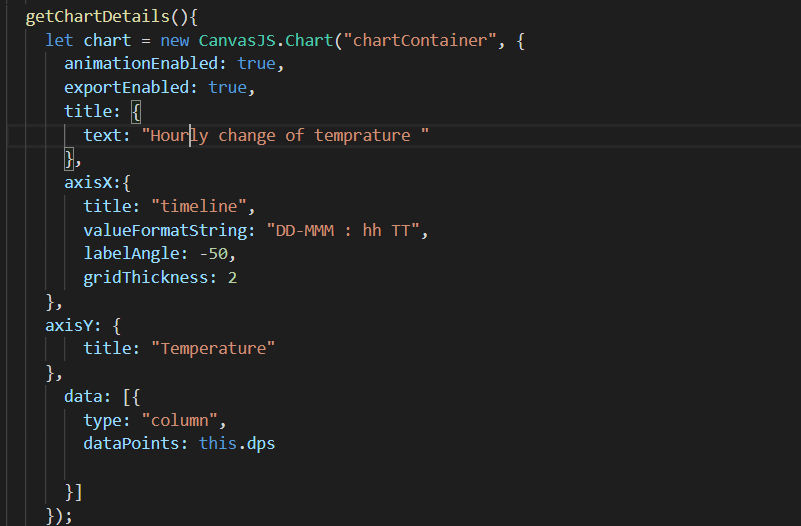 getChartDetails(){
let chart = new CanvasJS.Chart("chartContainer", {
animationEnabled: true,
exportEnabled: true,
title: {
text: "Hourly change of temprature "
},
axisX:{
title: "timeline",
valueFormatString: "DD-MMM : hh TT",
labelAngle: -50,
gridThickness: 2
},
axisY: {
title: "Temperature"
},
data: [{
type: "column",
dataPoints: this.dps
}]
});